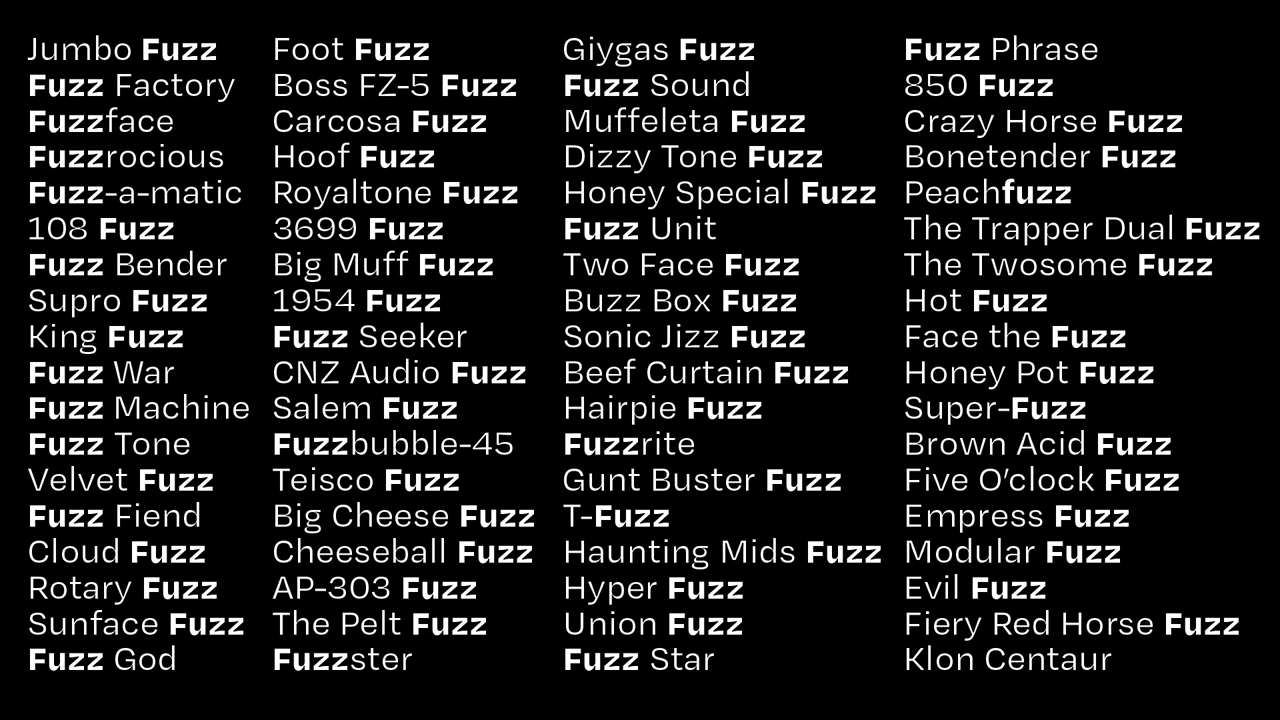 Jumbo Fuzz
Fuzz Factory
Fuzzface
Fuzzrocious
Fuzz-a-matic
108 Fuzz
Fuzz Bender
Supro Fuzz
King Fuzz
Fuzz War
Fuzz Machine
Fuzz Tone
Velvet Fuzz
Fuzz Fiend
Cloud Fuzz
Rotary Fuzz
Sunface Fuzz
Fuzz God
Foot Fuzz
Boss FZ-5 Fuzz
Carcosa Fuzz
Hoof Fuzz
Royaltone Fuzz
3699 Fuzz
Big Muff Fuzz
1954 Fuzz
Fuzz Seeker
CNZ Audio Fuzz
Salem Fuzz
Fuzzbubble-45
Teisco Fuzz
Big Cheese Fuzz
Cheeseball Fuzz
AP-303 Fuzz
The Pelt Fuzz
Fuzzster
Giygas Fuzz
Fuzz Sound
Muffeleta Fuzz
Dizzy Tone Fuzz
Honey Special Fuzz
Fuzz Unit
Two Face Fuzz
Buzz Box Fuzz
Sonic Jizz Fuzz
Beef Curtain Fuzz
Hairpie Fuzz
Fuzzrite
Gunt Buster Fuzz
T-Fuzz
Haunting Mids Fuzz
Hyper Fuzz
Union Fuzz
Fuzz Star
Fuzz Phrase
850 Fuzz
Crazy Horse Fuzz
Bonetender Fuzz
Peachfuzz
The Trapper Dual Fuzz
The Twosome Fuzz
Hot Fuzz
Face the Fuzz
Honey Pot Fuzz
Super-Fuzz
Brown Acid Fuzz
Five O’clock Fuzz
Empress Fuzz
Modular Fuzz
Evil Fuzz
Fiery Red Horse Fuzz
Klon Centaur